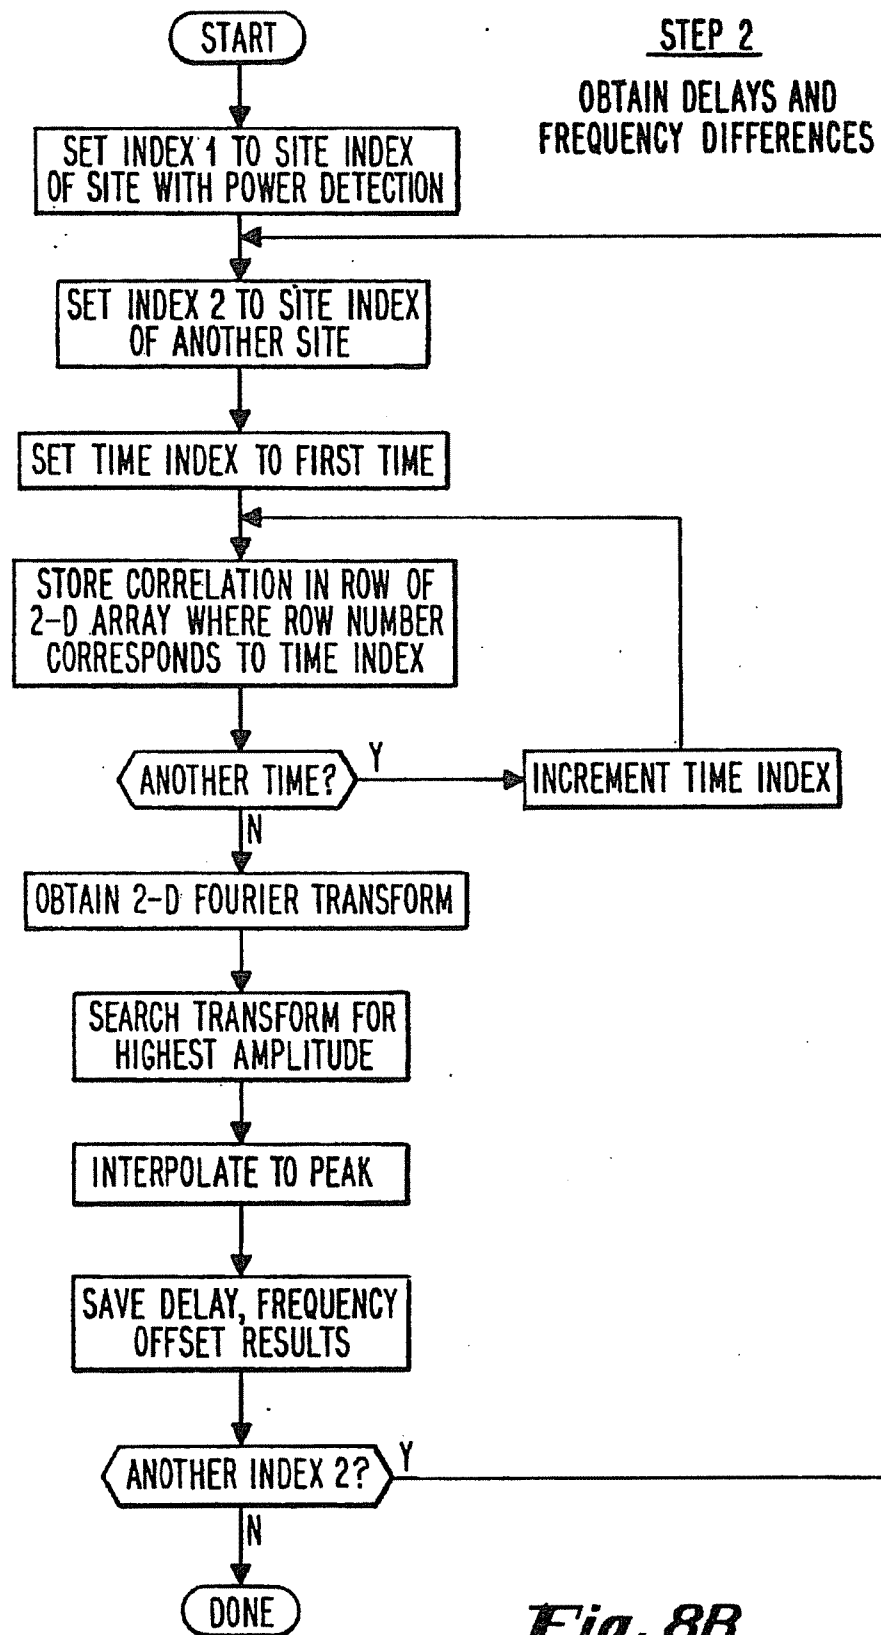 START
STEP 2
OBTAIN DELAYS AND
FREQUENCY DIFFERENCES
SET INDEX 1 TO SITE INDEX
OF SITE WITH POWER DETECTION
SET INDEX 2 TO SITE INDEX
OF ANOTHER SITE
SET TIME INDEX TO FIRST TIME
STORE CORRELATION IN ROW OF
2-D ARRAY WHERE ROW NUMBER
CORRESPONDS TO TIME INDEX
ANOTHER TIME?
Y
INCREMENT TIME INDEX
N
OBTAIN 2-D FOURIER TRANSFORM
SEARCH TRANSFORM FOR
HIGHEST AMPLITUDE
INTERPOLATE TO PEAK
SAVE DELAY, FREQUENCY
OFFSET RESULTS
ANOTHER INDEX 2?
Y
N
DONE
Fig. 8B